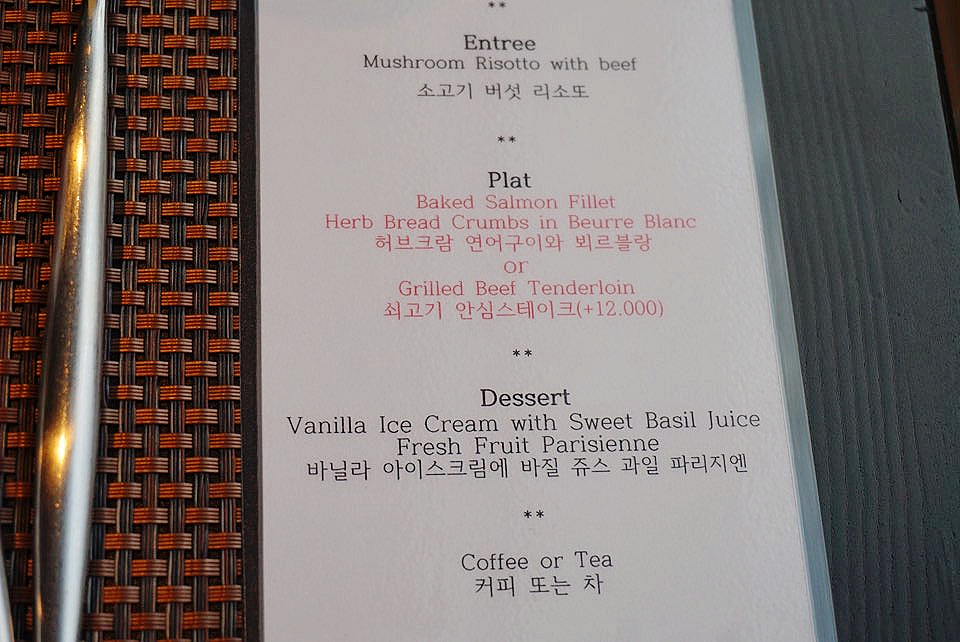 **
Entree
Mushroom Risotto with beef
소고기 버섯 리소또
**
Plat
Baked Salmon Fillet
Herb Bread Crumbs in Beurre Blanc
허브크람 연어구이와 뵈르블랑
or
Grilled Beef Tenderloin
쇠고기 안심스테이크(+12.000)
**
Dessert
Vanilla Ice Cream with Sweet Basil Juice
Fresh Fruit Parisienne
바닐라 아이스크림에 바질 쥬스 과일 파리지엔
**
Coffee or Tea
커피 또는 차